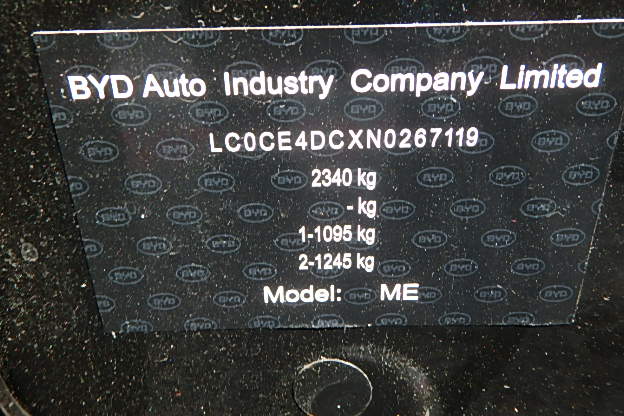 BYD Auto Industry Company Limited
LC0CE4DCXN0267119
2340 kg
- kg
1-1095 kg
2-1245 kg
Model: ME